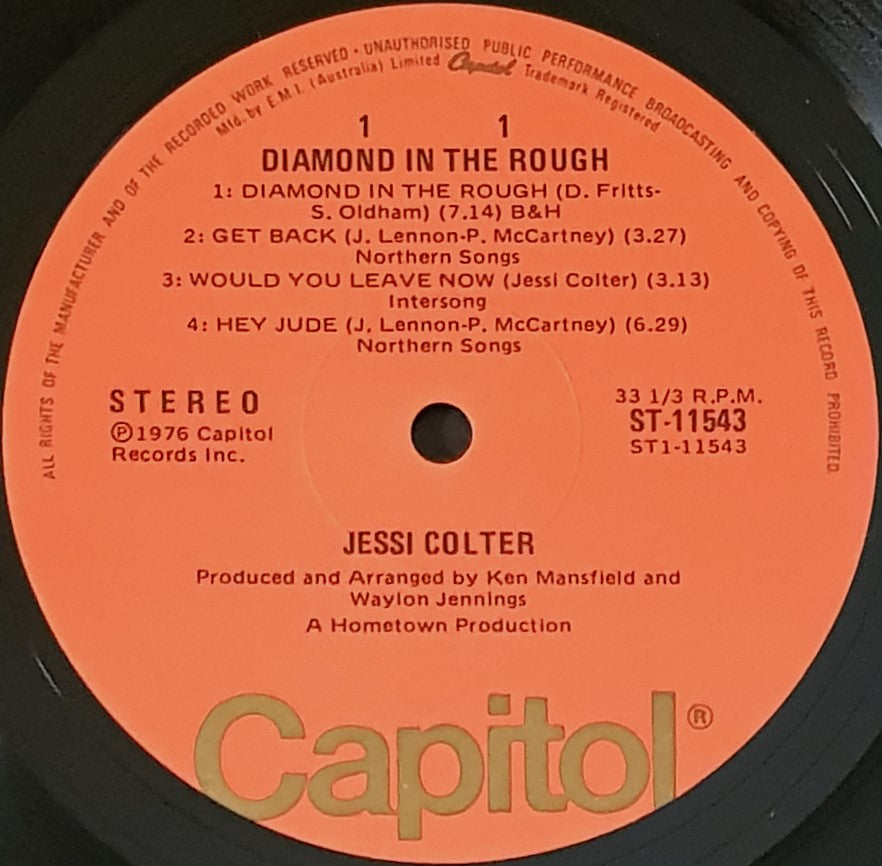 ALL RIGHTS OF THE MANUFACTURER AND OF THE RECORDED WORK RESERVED · UNAUTHORISED PUBLIC PERFORMANCE BROADCASTING AND COPYING OF THIS RECORD PROHIBITED.
Mfd. by E.M.I. (Australia) Limited Capitol Trademark Registered
1 1
DIAMOND IN THE ROUGH
1: DIAMOND IN THE ROUGH (D. Fritts-
S. Oldham) (7.14) B&H
2: GET BACK (J. Lennon-P. McCartney) (3.27)
Northern Songs
3: WOULD YOU LEAVE NOW (Jessi Colter) (3.13)
Intersong
4: HEY JUDE (J. Lennon-P. McCartney) (6.29)
Northern Songs
STEREO
Ⓟ1976 Capitol
Records Inc.
33 1/3 R.P.M.
ST-11543
ST1-11543
JESSI COLTER
Produced and Arranged by Ken Mansfield and
Waylon Jennings
A Hometown Production
Capitol®